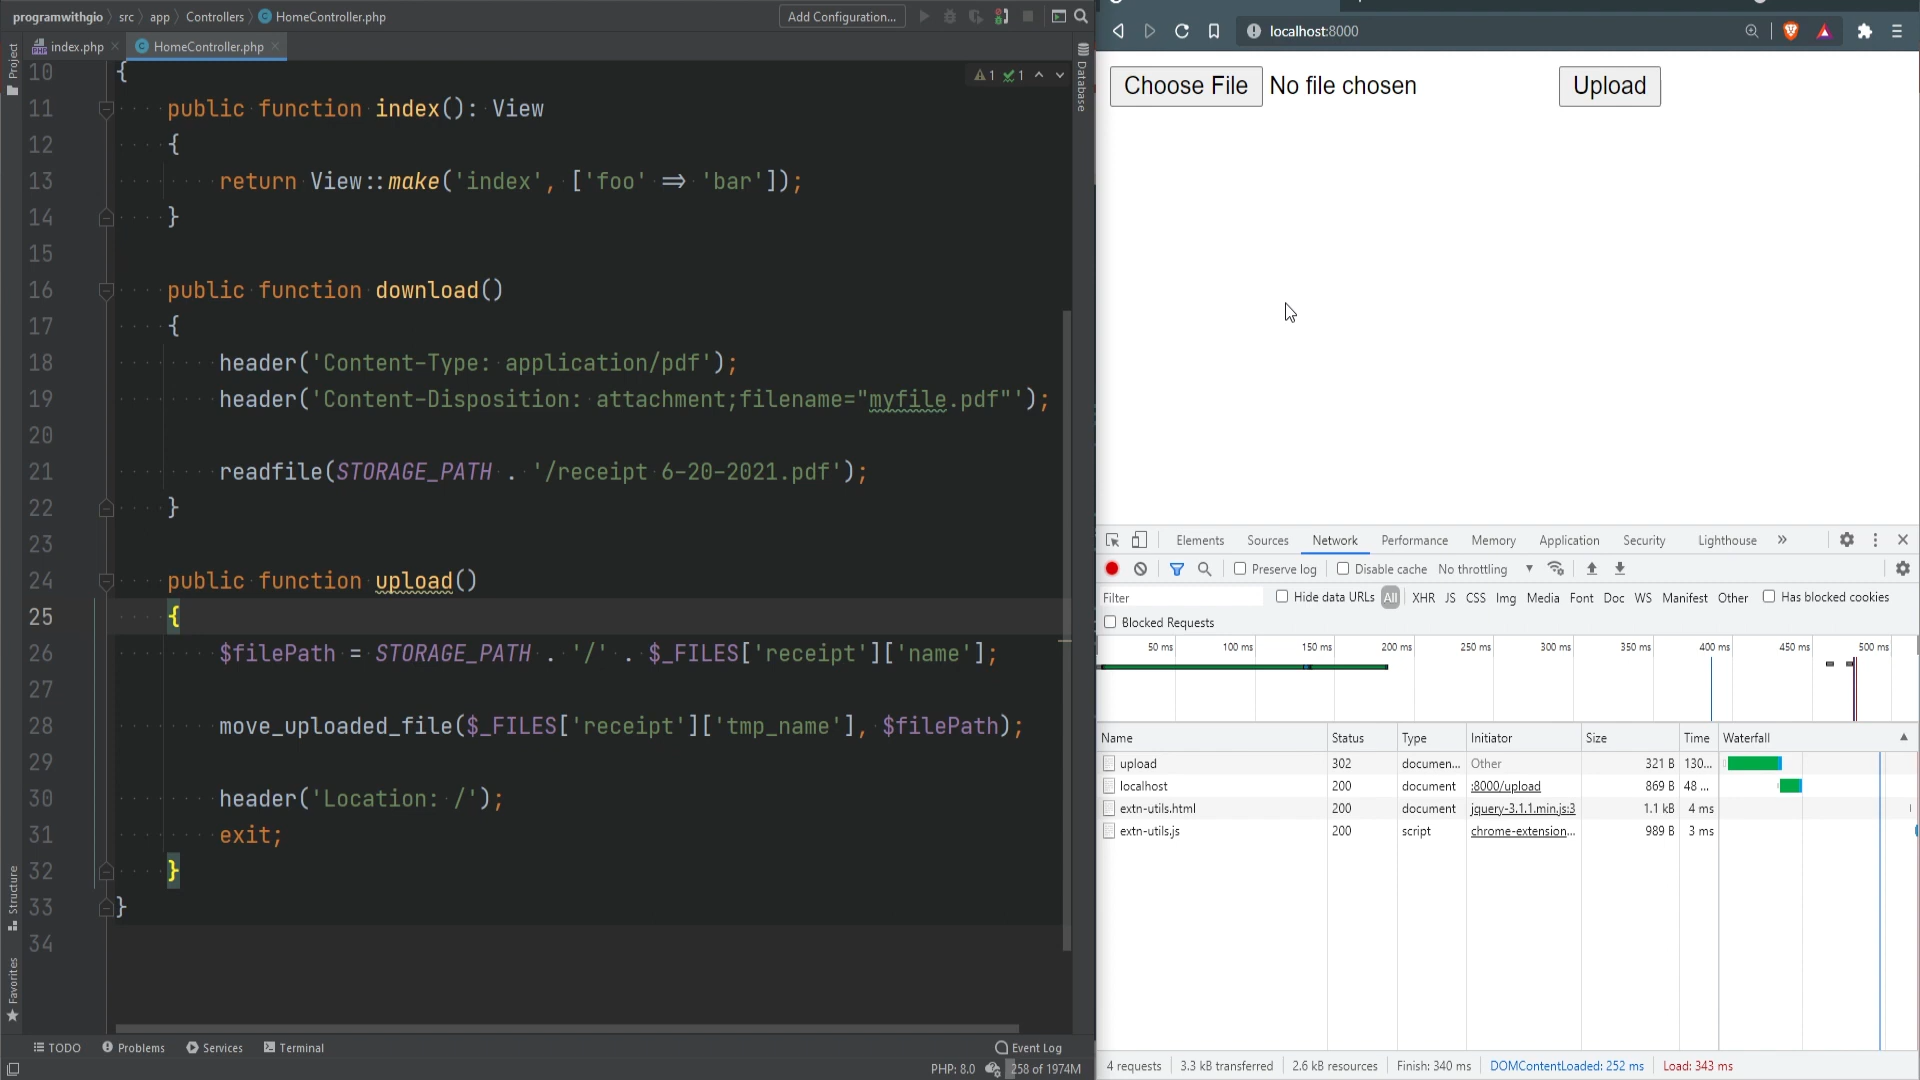 programwithgio › src › app › Controllers › HomeController.php
Add Configuration...
index.php
HomeController.php
Project
Database
Structure
Favorites
1 1
10 {
11 public function index(): View
12 {
13 return View::make('index', ['foo' => 'bar']);
14 }
15
16 public function download()
17 {
18 header('Content-Type: application/pdf');
19 header('Content-Disposition: attachment;filename="myfile.pdf"');
20
21 readfile(STORAGE_PATH . '/receipt 6-20-2021.pdf');
22 }
23
24 public function upload()
25 {
26 $filePath = STORAGE_PATH . '/' . $_FILES['receipt']['name'];
27
28 move_uploaded_file($_FILES['receipt']['tmp_name'], $filePath);
29
30 header('Location: /');
31 exit;
32 }
33 }
34
TODO Problems Services Terminal Event Log
PHP: 8.0 258 of 1974M
localhost:8000
Choose File No file chosen Upload
Elements Sources Network Performance Memory Application Security Lighthouse »
Preserve log Disable cache No throttling
Filter Hide data URLs All XHR JS CSS Img Media Font Doc WS Manifest Other Has blocked cookies
Blocked Requests
50 ms 100 ms 150 ms 200 ms 250 ms 300 ms 350 ms 400 ms 450 ms 500 ms
Name Status Type Initiator Size Time Waterfall
upload 302 documen... Other 321 B 130...
localhost 200 document :8000/upload 869 B 48 ...
extn-utils.html 200 document jquery-3.1.1.min.js:3 1.1 kB 4 ms
extn-utils.js 200 script chrome-extension... 989 B 3 ms
4 requests 3.3 kB transferred 2.6 kB resources Finish: 340 ms DOMContentLoaded: 252 ms Load: 343 ms